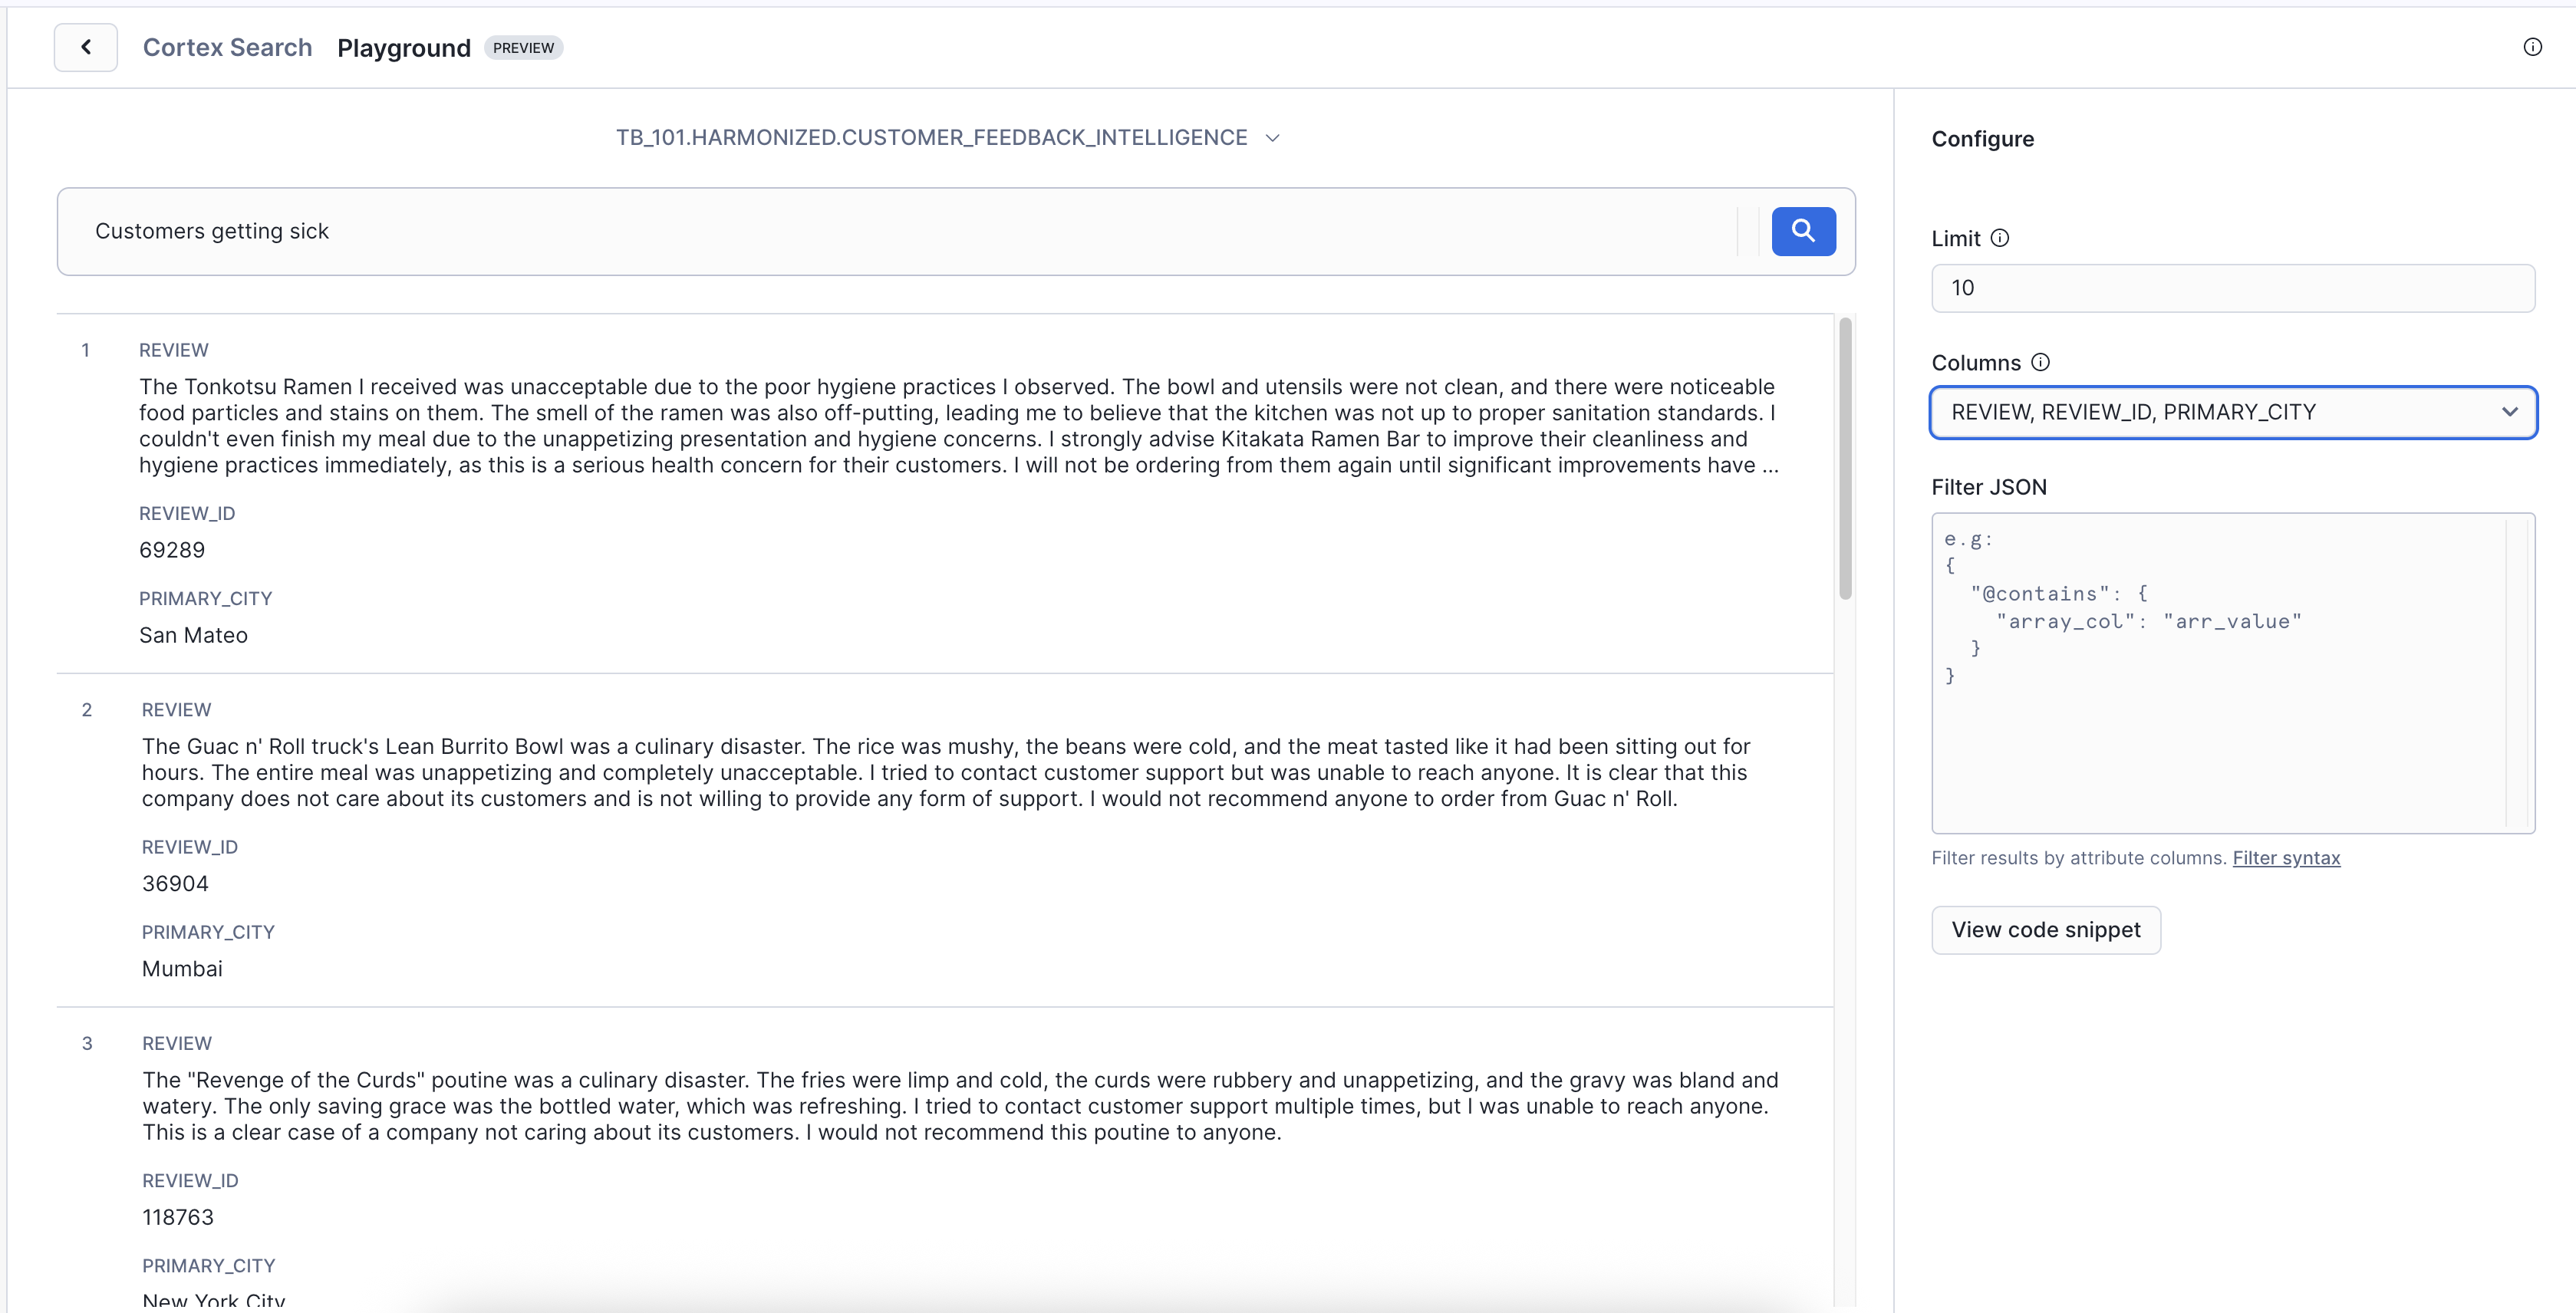 Cortex Search Playground PREVIEW
TB_101.HARMONIZED.CUSTOMER_FEEDBACK_INTELLIGENCE
Customers getting sick
1 REVIEW
The Tonkotsu Ramen I received was unacceptable due to the poor hygiene practices I observed. The bowl and utensils were not clean, and there were noticeable
food particles and stains on them. The smell of the ramen was also off-putting, leading me to believe that the kitchen was not up to proper sanitation standards. I
couldn't even finish my meal due to the unappetizing presentation and hygiene concerns. I strongly advise Kitakata Ramen Bar to improve their cleanliness and
hygiene practices immediately, as this is a serious health concern for their customers. I will not be ordering from them again until significant improvements have ...
REVIEW_ID
69289
PRIMARY_CITY
San Mateo
2 REVIEW
The Guac n' Roll truck's Lean Burrito Bowl was a culinary disaster. The rice was mushy, the beans were cold, and the meat tasted like it had been sitting out for
hours. The entire meal was unappetizing and completely unacceptable. I tried to contact customer support but was unable to reach anyone. It is clear that this
company does not care about its customers and is not willing to provide any form of support. I would not recommend anyone to order from Guac n' Roll.
REVIEW_ID
36904
PRIMARY_CITY
Mumbai
3 REVIEW
The "Revenge of the Curds" poutine was a culinary disaster. The fries were limp and cold, the curds were rubbery and unappetizing, and the gravy was bland and
watery. The only saving grace was the bottled water, which was refreshing. I tried to contact customer support multiple times, but I was unable to reach anyone.
This is a clear case of a company not caring about its customers. I would not recommend this poutine to anyone.
REVIEW_ID
118763
PRIMARY_CITY
New York City
Configure
Limit
10
Columns
REVIEW, REVIEW_ID, PRIMARY_CITY
Filter JSON
e.g:
{
  "@contains": {
    "array_col": "arr_value"
  }
}
Filter results by attribute columns. Filter syntax
View code snippet